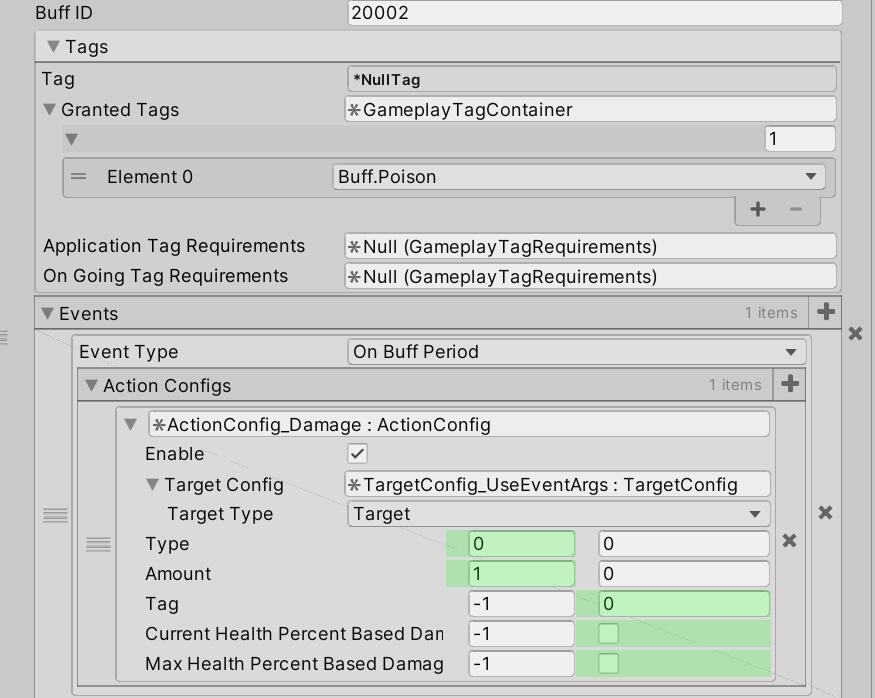 Buff ID 20002
Tags
Tag *NullTag
Granted Tags *GameplayTagContainer
1
Element 0 Buff.Poison
Application Tag Requirements *Null (GameplayTagRequirements)
On Going Tag Requirements *Null (GameplayTagRequirements)
Events 1 items
Event Type On Buff Period
Action Configs 1 items
*ActionConfig_Damage : ActionConfig
Enable
Target Config *TargetConfig_UseEventArgs : TargetConfig
Target Type Target
Type 0 0
Amount 1 0
Tag -1 0
Current Health Percent Based Dam -1
Max Health Percent Based Damag -1